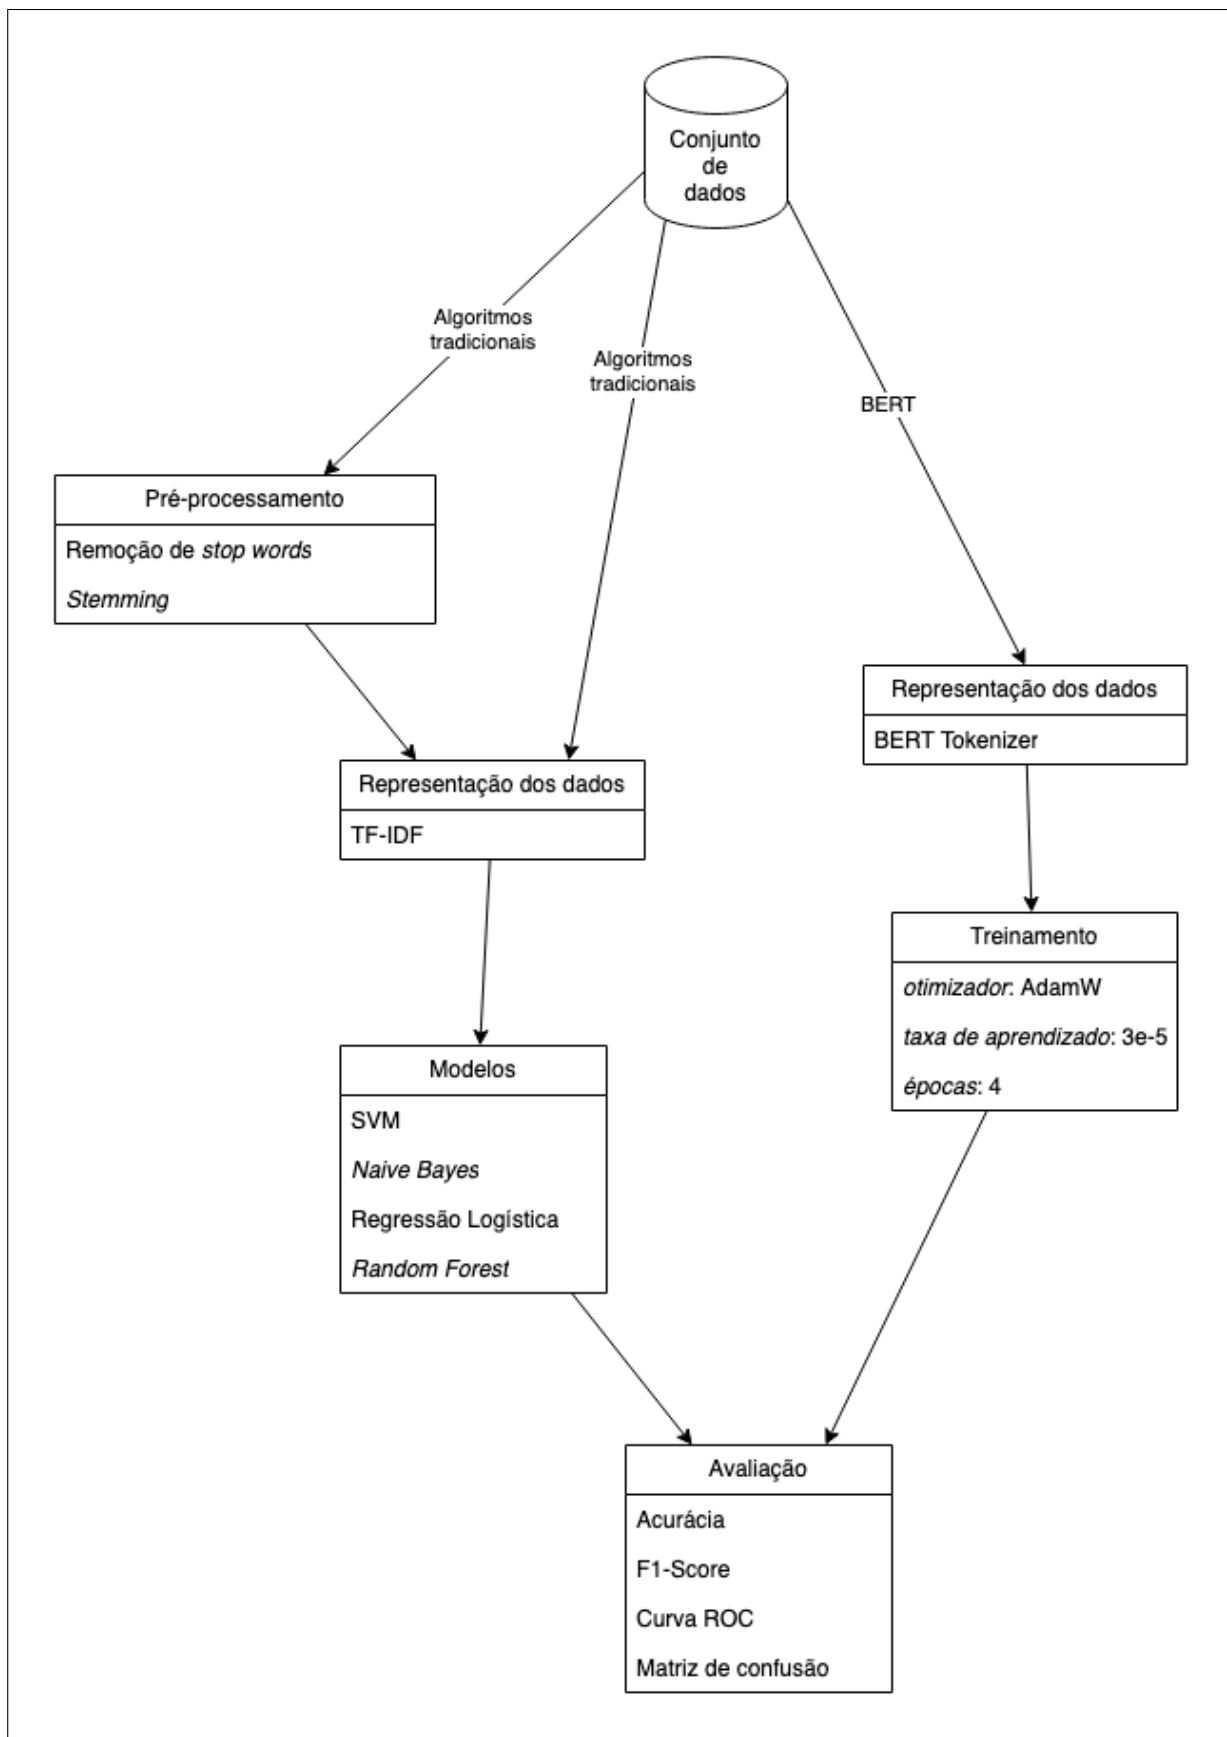 Conjunto
de
dados
Algoritmos
tradicionais
Algoritmos
tradicionais
BERT
Pré-processamento
Remoção de stop words
Stemming
Representação dos dados
BERT Tokenizer
Representação dos dados
TF-IDF
Treinamento
otimizador: AdamW
taxa de aprendizado: 3e-5
épocas: 4
Modelos
SVM
Naive Bayes
Regressão Logística
Random Forest
Avaliação
Acurácia
F1-Score
Curva ROC
Matriz de confusão